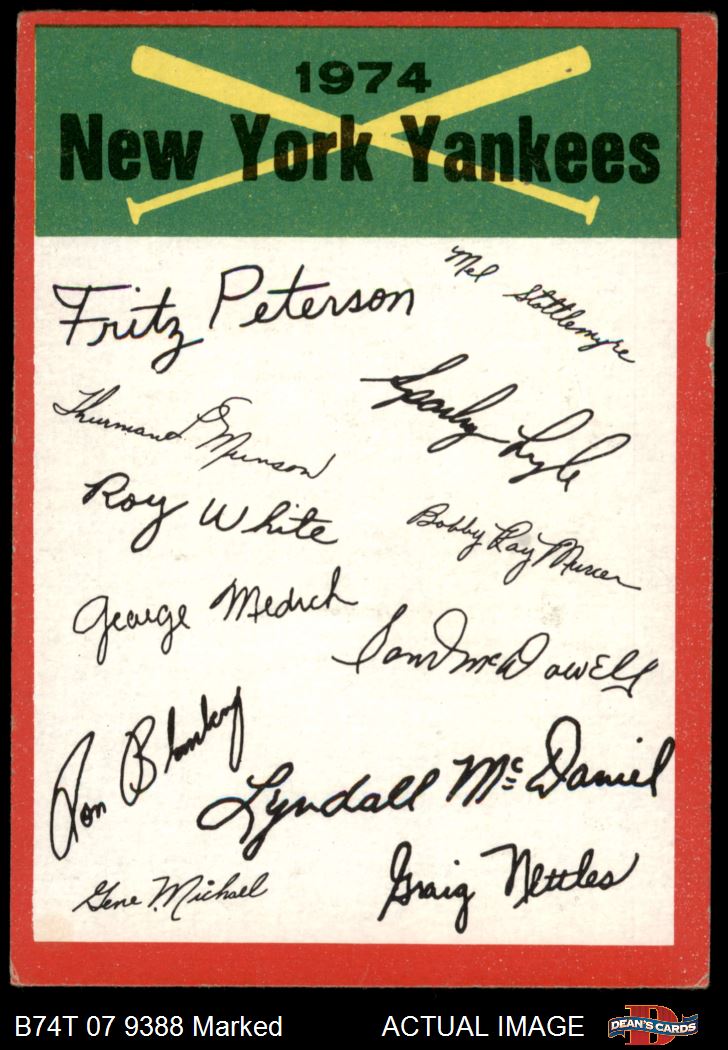 1974
New York Yankees
Fritz Peterson
Mel Stottlemyre
Thurman L Munson
Sparky Lyle
Roy White
Bobby Ray Murcer
George Medich
Sam McDowell
Ron Blomberg
Lyndall McDaniel
Gene Michael
Graig Nettles
B74T 07 9388 Marked
ACTUAL IMAGE
D
DEAN'S CARDS